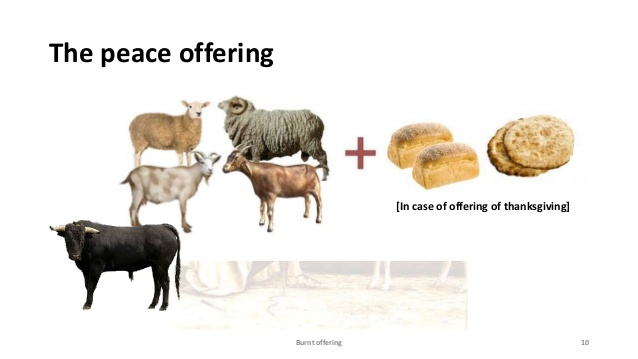 The peace offering
[In case of offering of thanksgiving]
Burnt offering
10